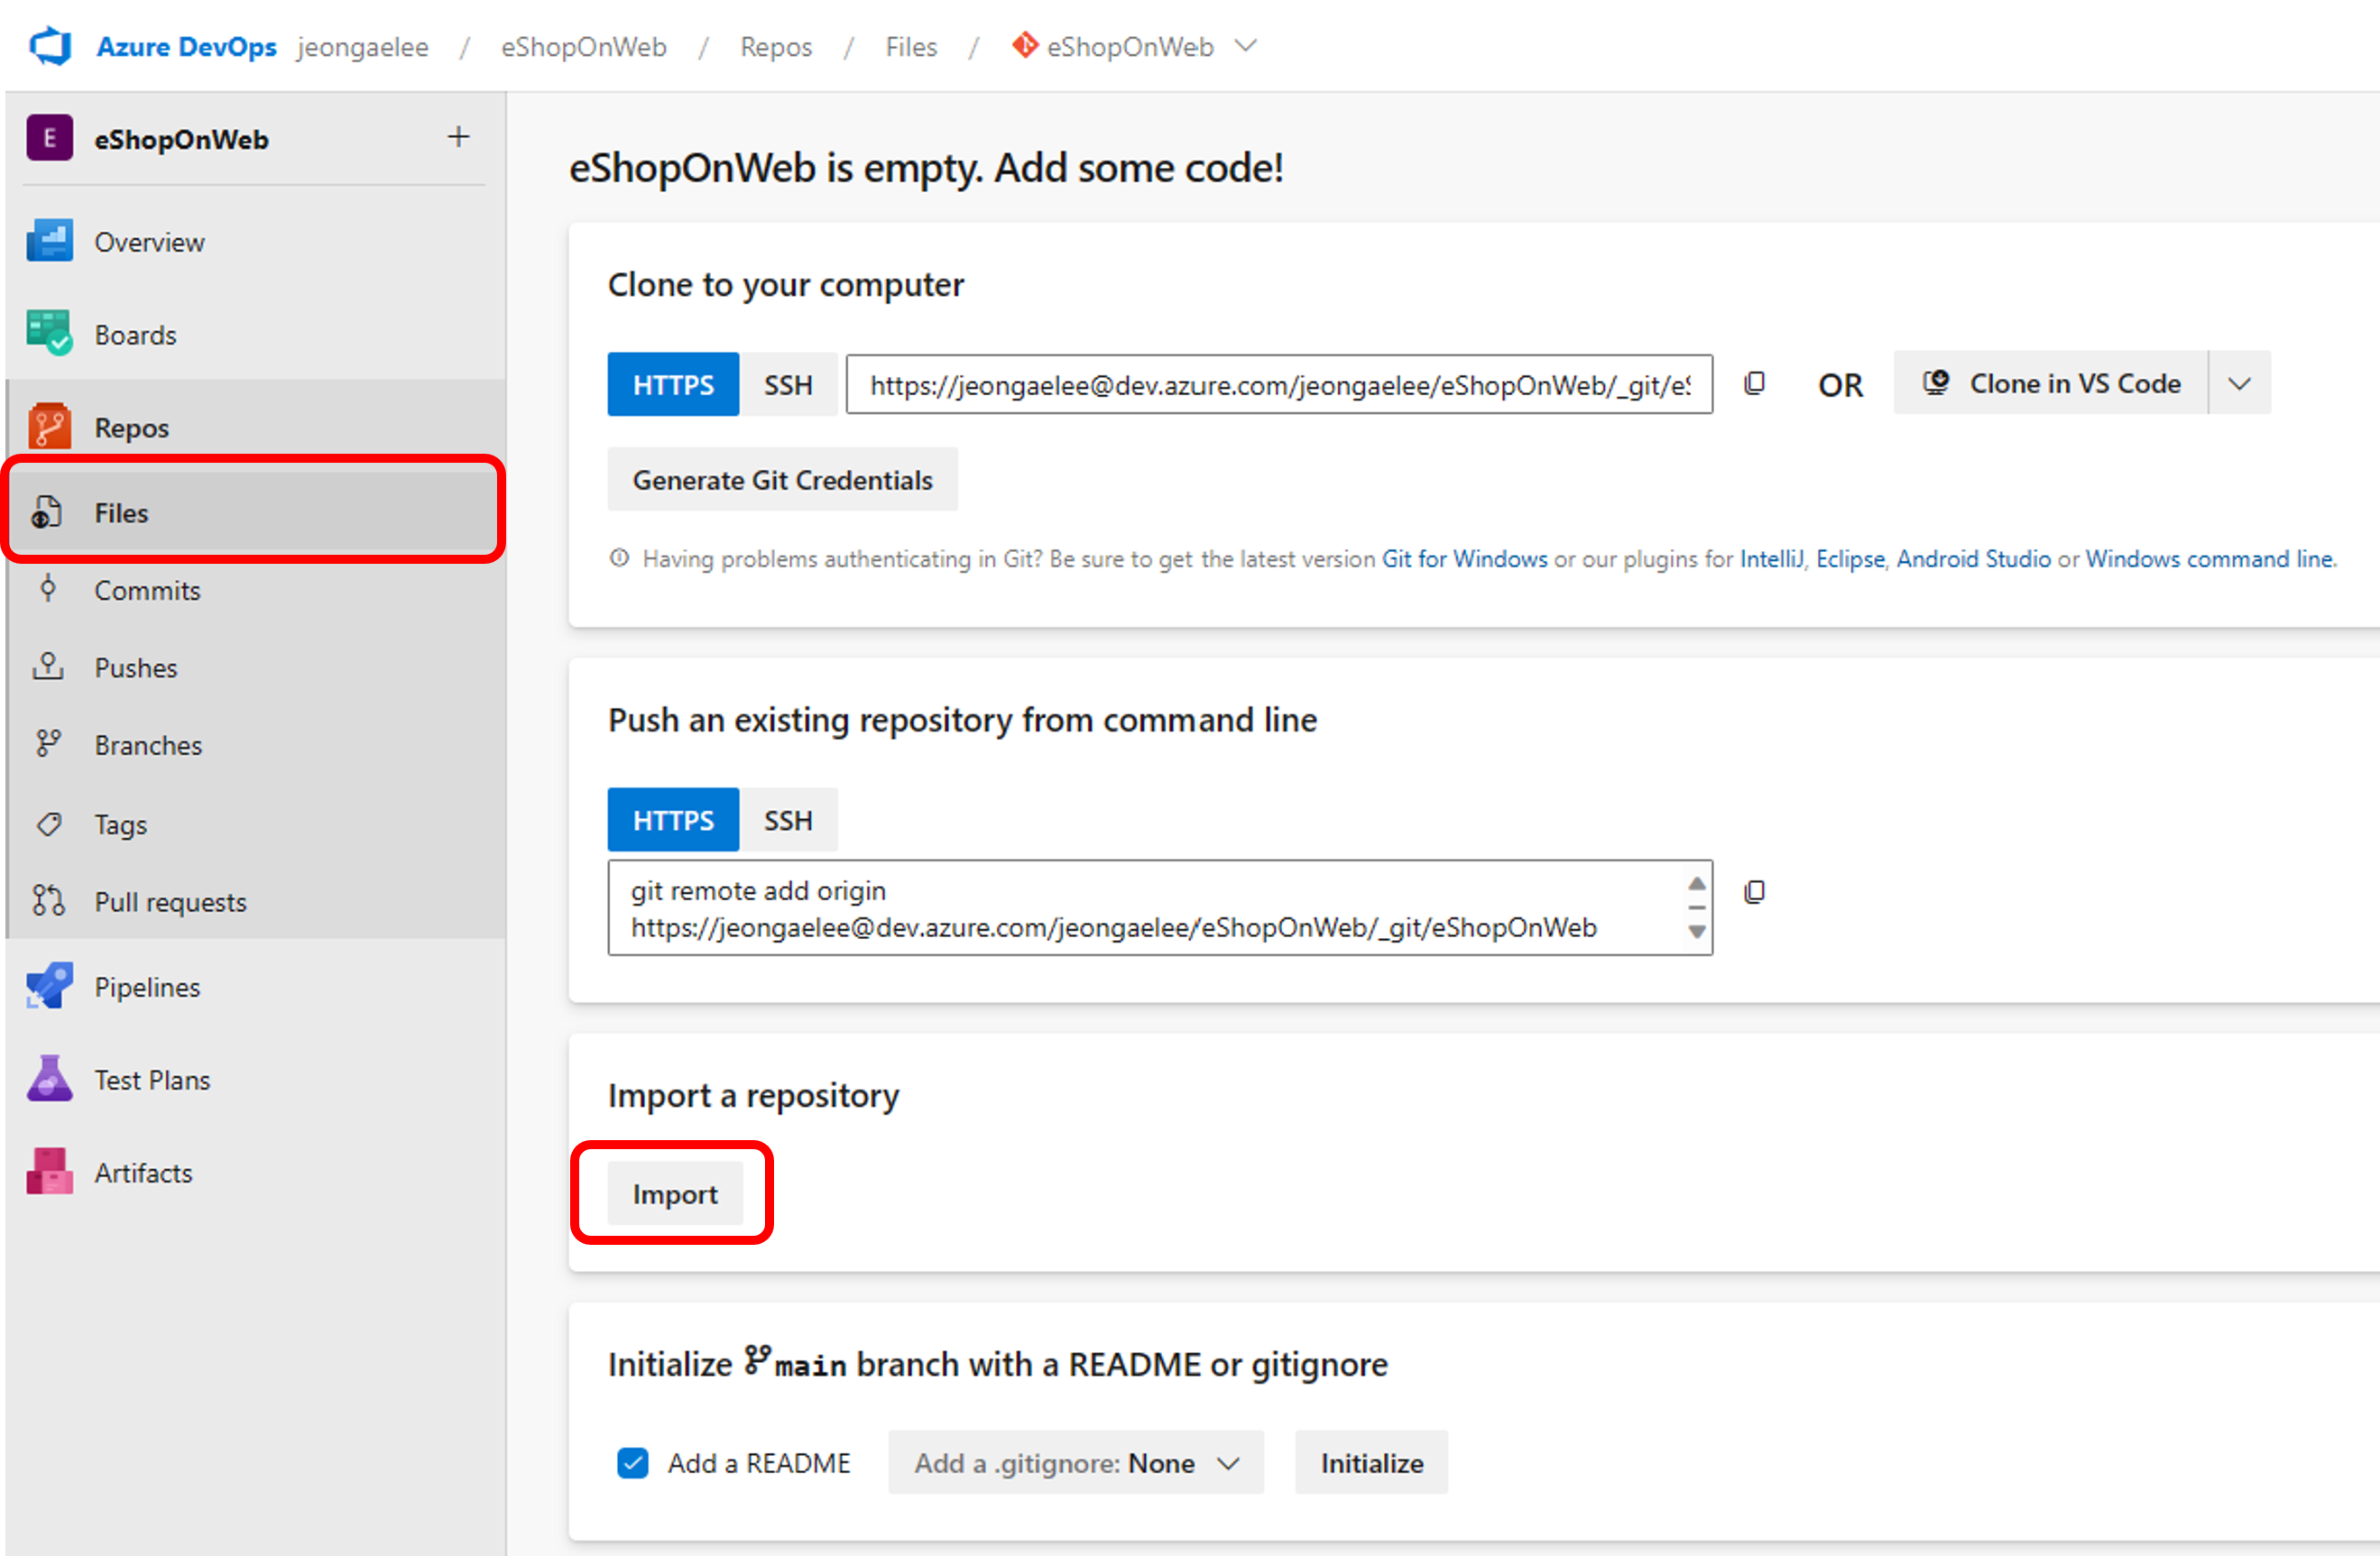 Azure DevOps jeongaelee / eShopOnWeb / Repos / Files / eShopOnWeb
E eShopOnWeb +
Overview
Boards
Repos
Files
Commits
Pushes
Branches
Tags
Pull requests
Pipelines
Test Plans
Artifacts
eShopOnWeb is empty. Add some code!
Clone to your computer
HTTPS SSH https://jeongaelee@dev.azure.com/jeongaelee/eShopOnWeb/_git/eS OR Clone in VS Code
Generate Git Credentials
Having problems authenticating in Git? Be sure to get the latest version Git for Windows or our plugins for IntelliJ, Eclipse, Android Studio or Windows command line.
Push an existing repository from command line
HTTPS SSH
git remote add origin
https://jeongaelee@dev.azure.com/jeongaelee/eShopOnWeb/_git/eShopOnWeb
Import a repository
Import
Initialize main branch with a README or gitignore
Add a README Add a .gitignore: None Initialize